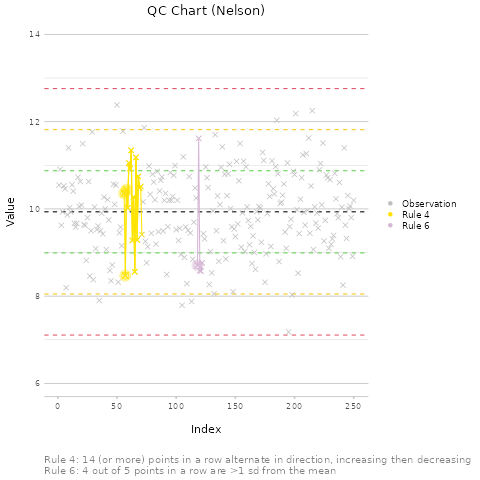 QC Chart (Nelson)
14
12
10
8
6
Value
0
50
100
150
200
250
Index
Observation
Rule 4
Rule 6
Rule 4: 14 (or more) points in a row alternate in direction, increasing then decreasing
Rule 6: 4 out of 5 points in a row are >1 sd from the mean